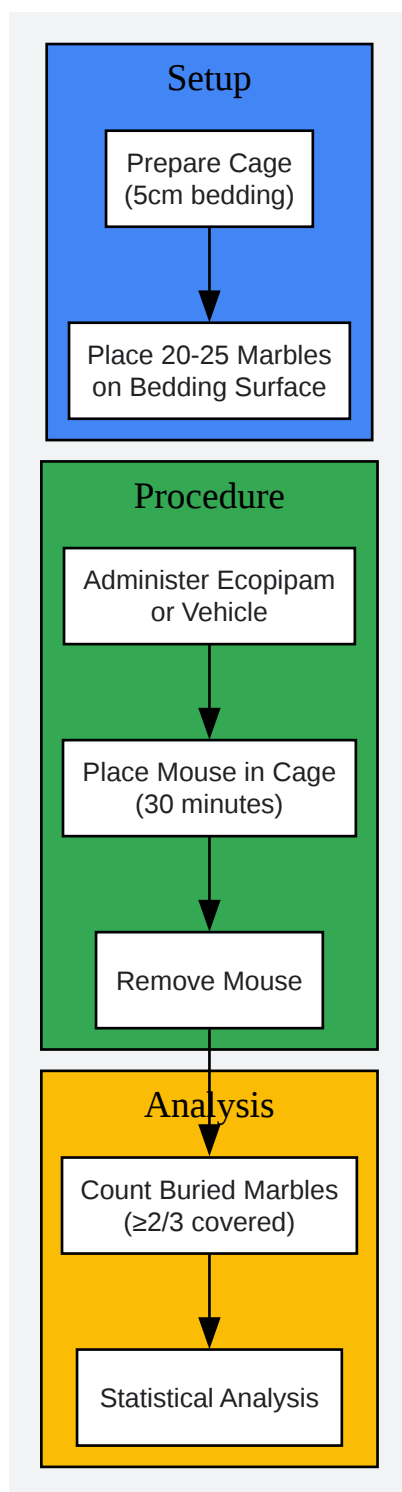 Setup
Prepare Cage
(5cm bedding)
Place 20-25 Marbles
on Bedding Surface
Procedure
Administer Ecopipam
or Vehicle
Place Mouse in Cage
(30 minutes)
Remove Mouse
Analysis
Count Buried Marbles
(≥2/3 covered)
Statistical Analysis